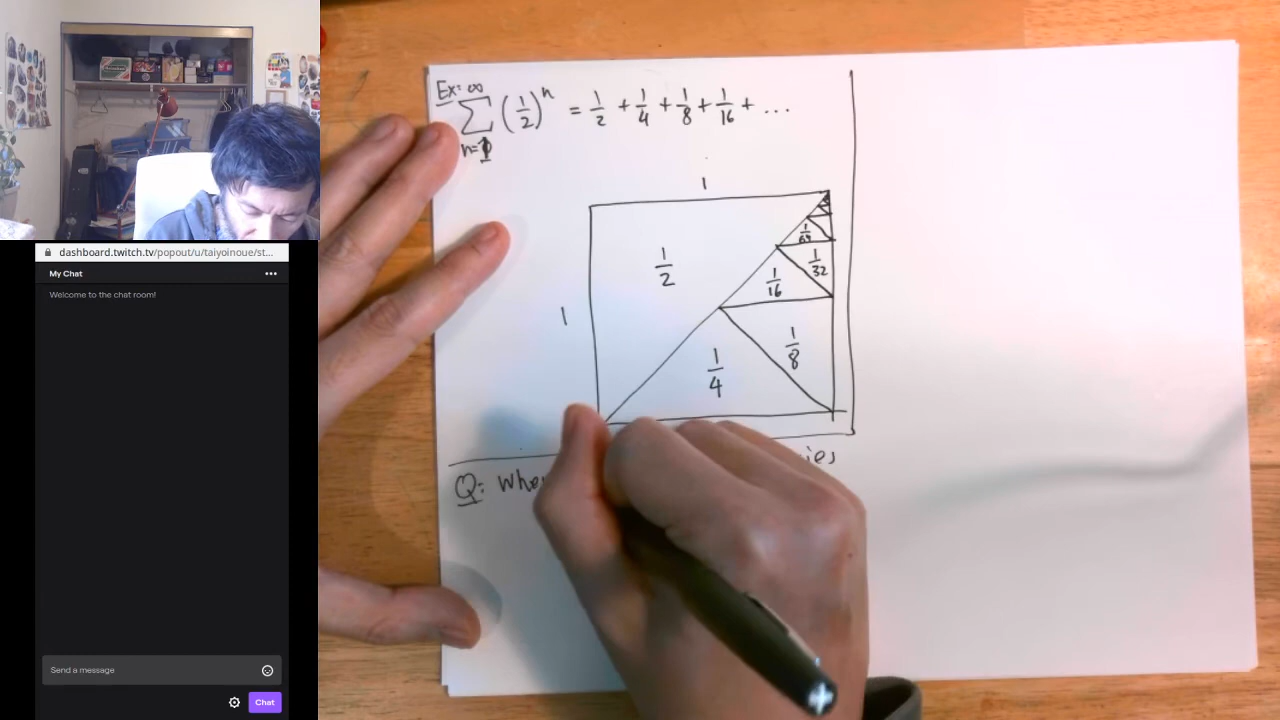 dashboard.twitch.tv/popout/u/taiyoinoue/st...
My Chat
Welcome to the chat room!
Send a message
Chat
Ex:
∞
∑ (1/2)^n = 1/2 + 1/4 + 1/8 + 1/16 + ...
n=1
1
1
1/2
1/4
1/8
1/16
1/32
1/64
Q: